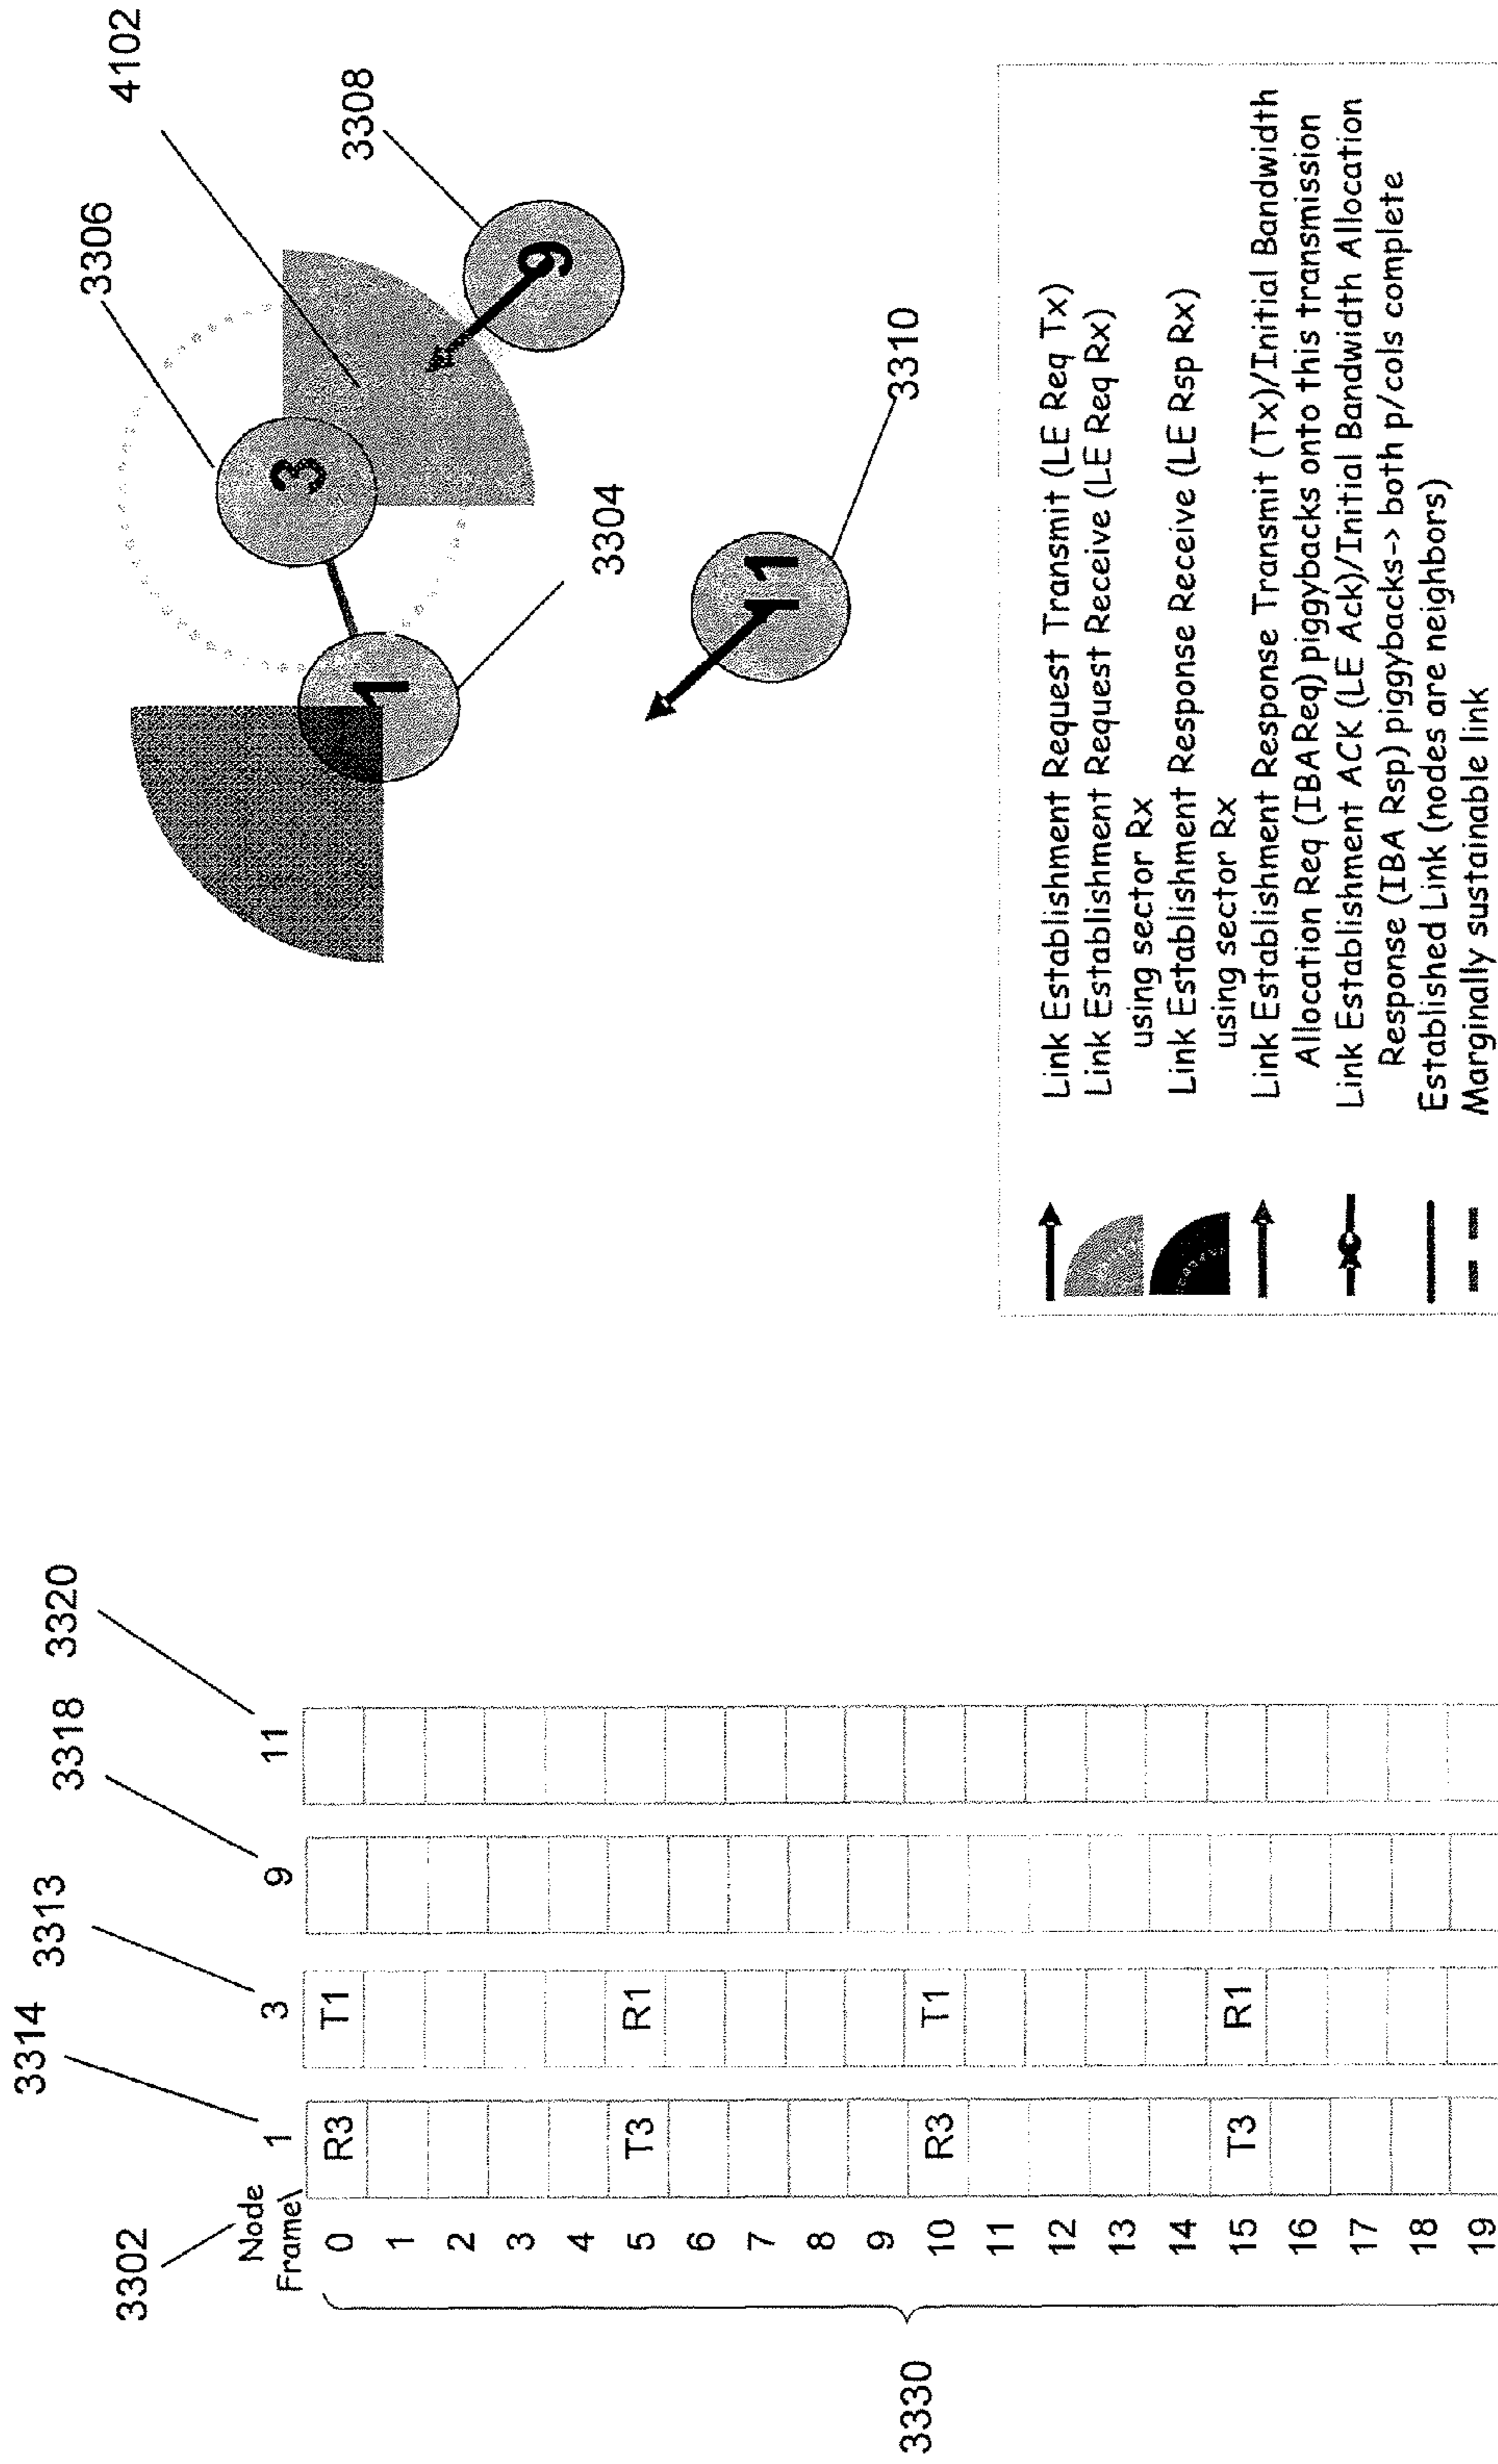 3302
3314
3313
3318
3320
Node
Frame\
1
3
9
11
0 R3 T1
1
2
3
4
5 T3 R1
6
7
8
9
10 R3 T1
11
12
13
14
15 T3 R1
16
17
18
19
3330
3306
4102
3308
3304
3310
1
3
9
11
Link Establishment Request Transmit (LE Req Tx)
Link Establishment Request Receive (LE Req Rx)
using sector Rx
Link Establishment Response Receive (LE Rsp Rx)
using sector Rx
Link Establishment Response Transmit (Tx)/Initial Bandwidth
Allocation Req (IBA Req) piggybacks onto this transmission
Link Establishment ACK (LE Ack)/Initial Bandwidth Allocation
Response (IBA Rsp) piggybacks-> both p/cols complete
Established Link (nodes are neighbors)
Marginally sustainable link